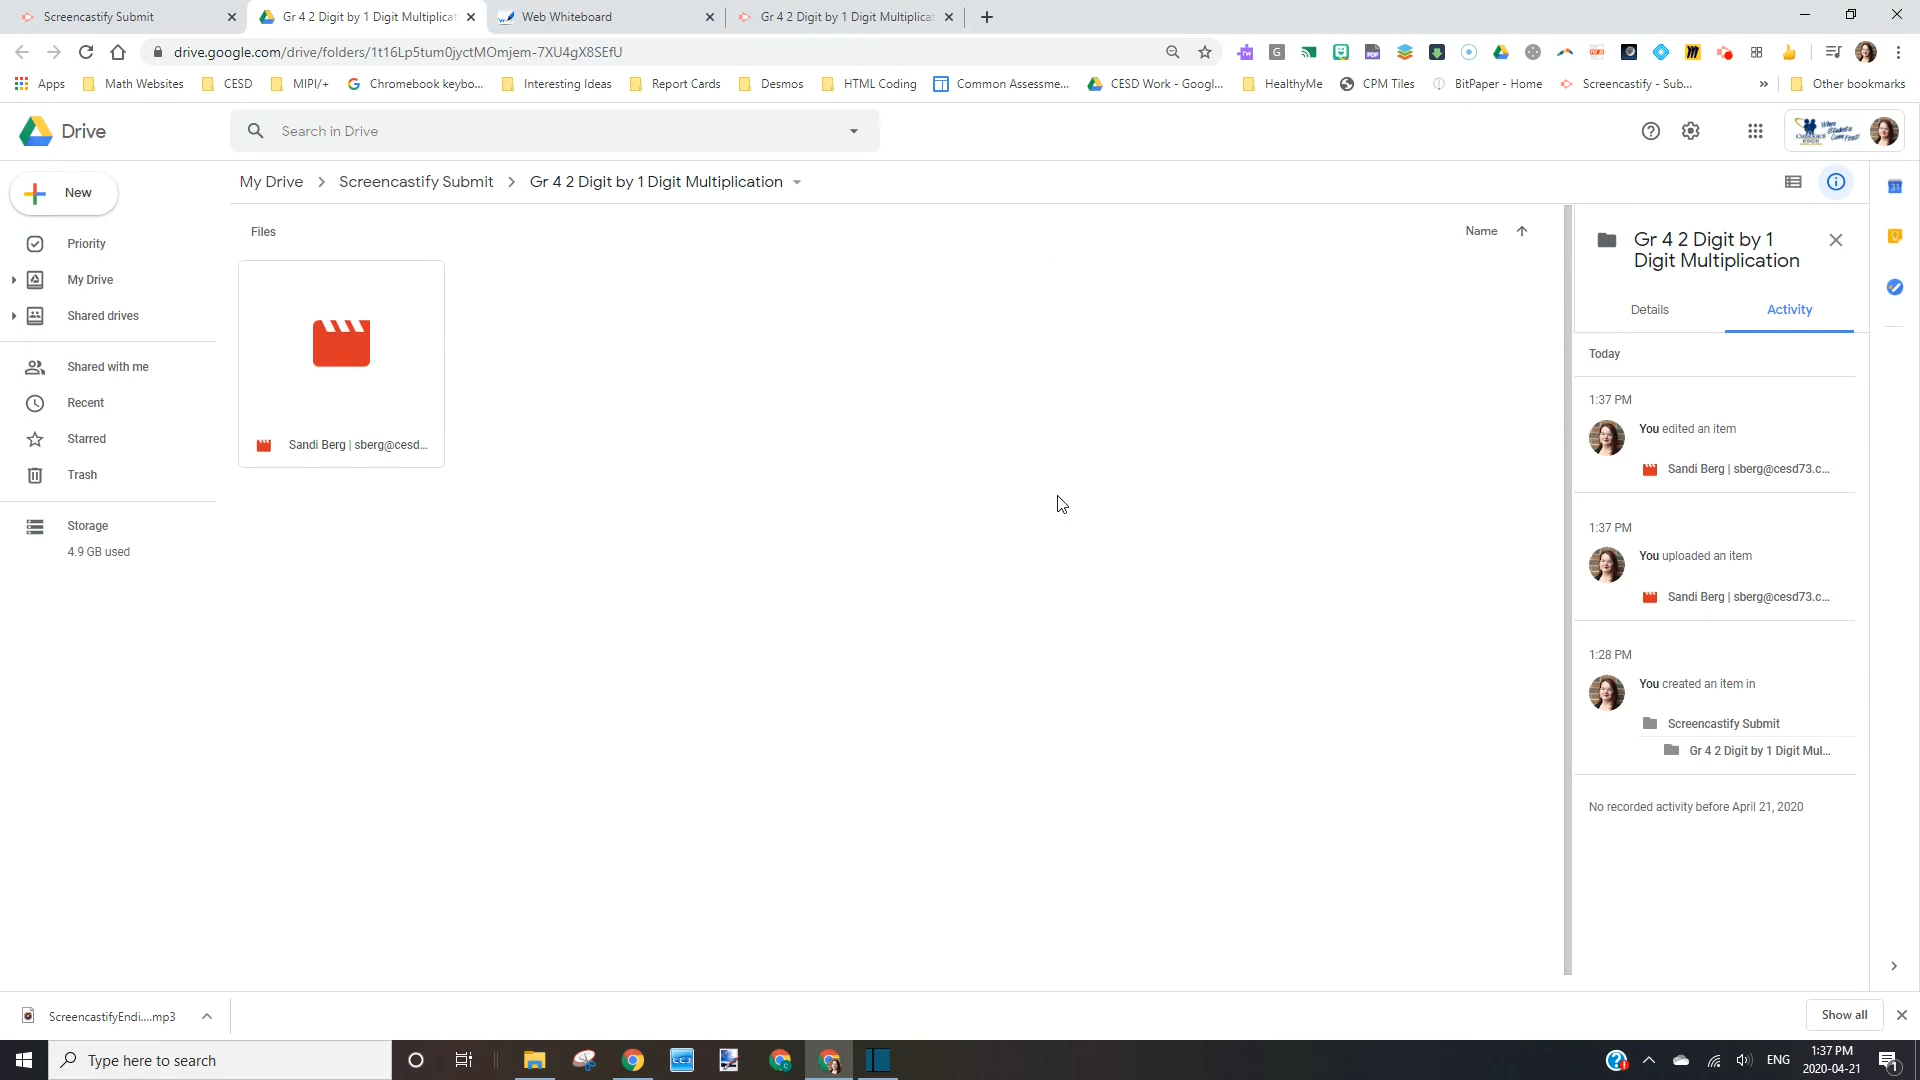 Screencastify Submit
Gr 4 2 Digit by 1 Digit Multiplicat
Web Whiteboard
Gr 4 2 Digit by 1 Digit Multiplicat
drive.google.com/drive/folders/1t16Lp5tum0jyctMOmjem-7XU4gX8SEfU
Apps
Math Websites
CESD
MIPI/+
Chromebook keybo...
Interesting Ideas
Report Cards
Desmos
HTML Coding
Common Assessme...
CESD Work - Googl...
HealthyMe
CPM Tiles
BitPaper - Home
Screencastify - Sub...
»
Other bookmarks
Drive
Search in Drive
New
My Drive > Screencastify Submit > Gr 4 2 Digit by 1 Digit Multiplication
Priority
My Drive
Shared drives
Shared with me
Recent
Starred
Trash
Storage
4.9 GB used
Files
Name
Sandi Berg | sberg@cesd...
Gr 4 2 Digit by 1
Digit Multiplication
Details
Activity
Today
1:37 PM
You edited an item
Sandi Berg | sberg@cesd73.c...
1:37 PM
You uploaded an item
Sandi Berg | sberg@cesd73.c...
1:28 PM
You created an item in
Screencastify Submit
Gr 4 2 Digit by 1 Digit Mul...
No recorded activity before April 21, 2020
ScreencastifyEndi....mp3
Show all
Type here to search
ENG
1:37 PM
2020-04-21